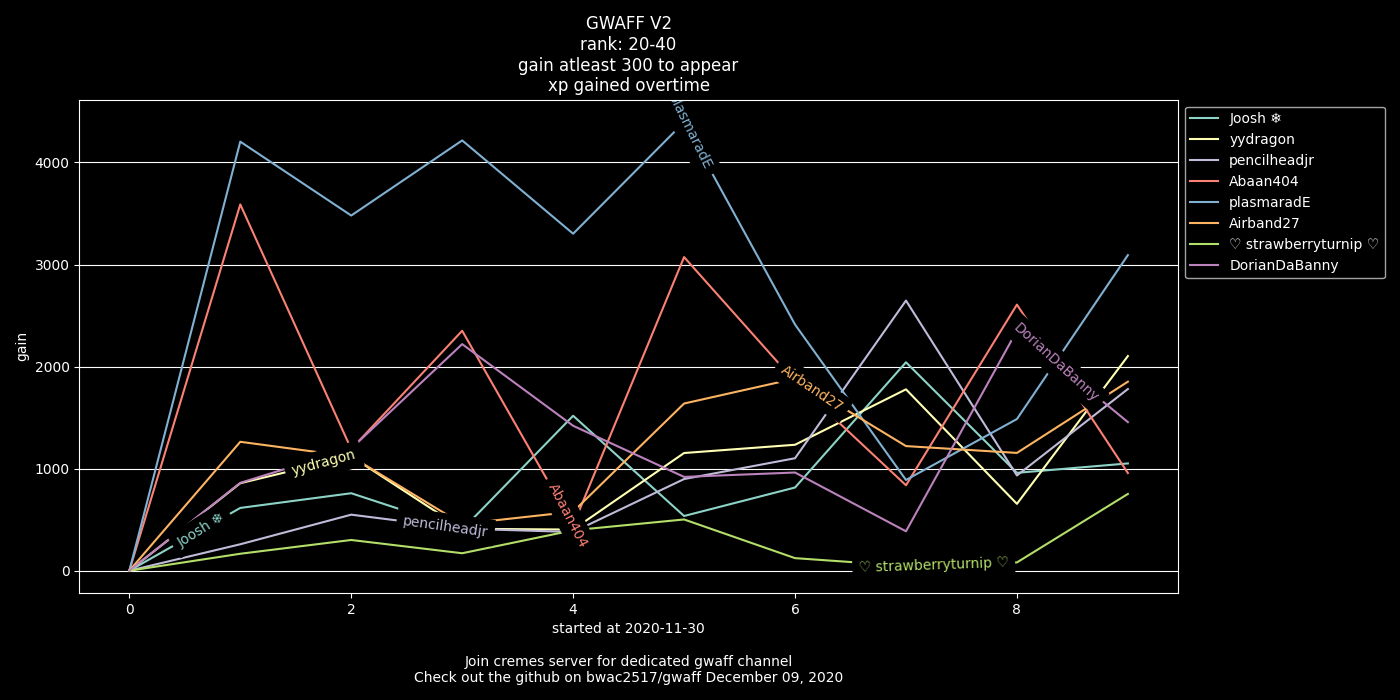 GWAFF V2
rank: 20-40
gain atleast 300 to appear
xp gained overtime
gain
4000
3000
2000
1000
0
0
2
4
6
8
started at 2020-11-30
Join cremes server for dedicated gwaff channel
Check out the github on bwac2517/gwaff December 09, 2020
Joosh ❄
yydragon
pencilheadjr
Abaan404
plasmaradE
Airband27
♡ strawberryturnip ♡
DorianDaBanny
Joosh ❄
yydragon
pencilheadjr
Abaan404
lasmaradE
Airband27
♡ strawberryturnip ♡
DorianDaBanny